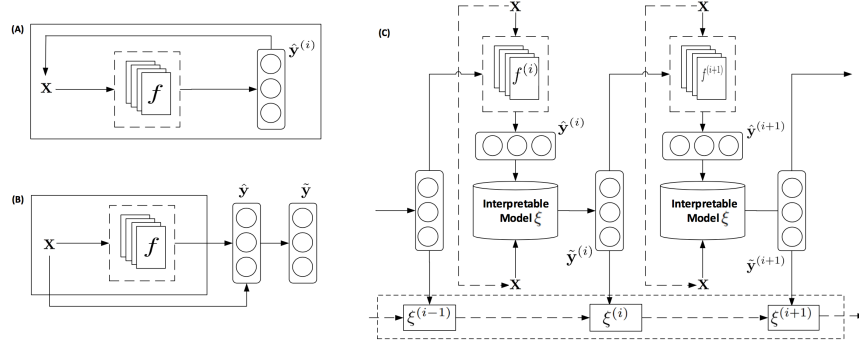 (A)
x
f
ŷ^(i)
(B)
x
f
ŷ
ỹ
(C)
x
f^(i)
ŷ^(i)
Interpretable
Model ξ
ỹ^(i)
x
ξ^(i−1)
ξ^(i)
x
f^(i+1)
ŷ^(i+1)
Interpretable
Model ξ
ỹ^(i+1)
x
ξ^(i+1)